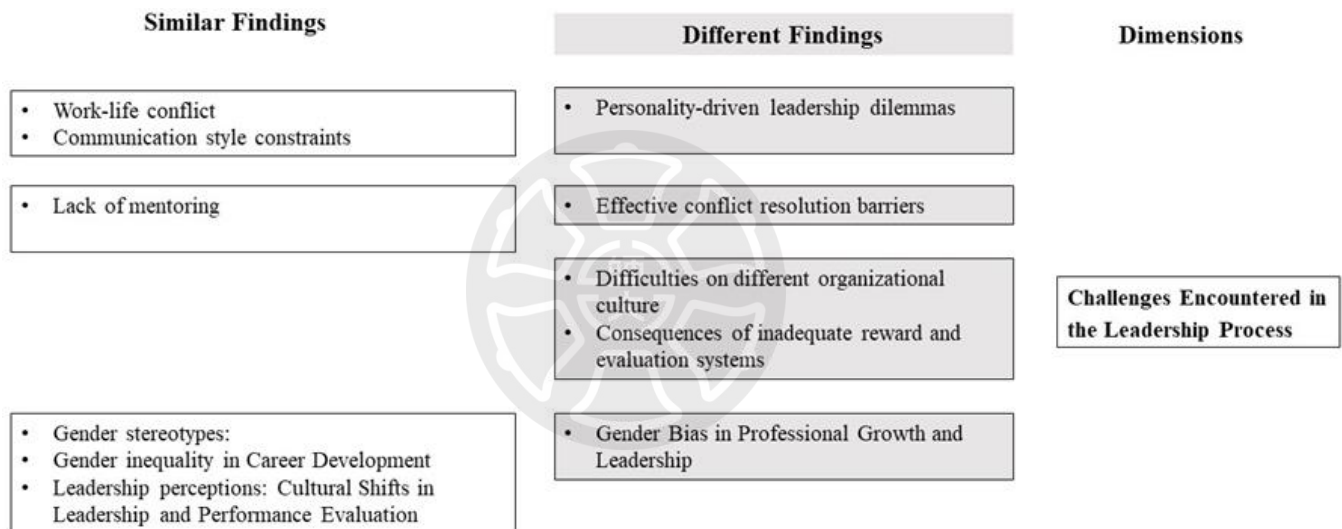 Similar Findings
Different Findings
Dimensions
• Work-life conflict
• Communication style constraints
• Personality-driven leadership dilemmas
• Lack of mentoring
• Effective conflict resolution barriers
• Difficulties on different organizational
culture
• Consequences of inadequate reward and
evaluation systems
Challenges Encountered in
the Leadership Process
• Gender stereotypes:
• Gender inequality in Career Development
• Leadership perceptions: Cultural Shifts in
Leadership and Performance Evaluation
• Gender Bias in Professional Growth and
Leadership